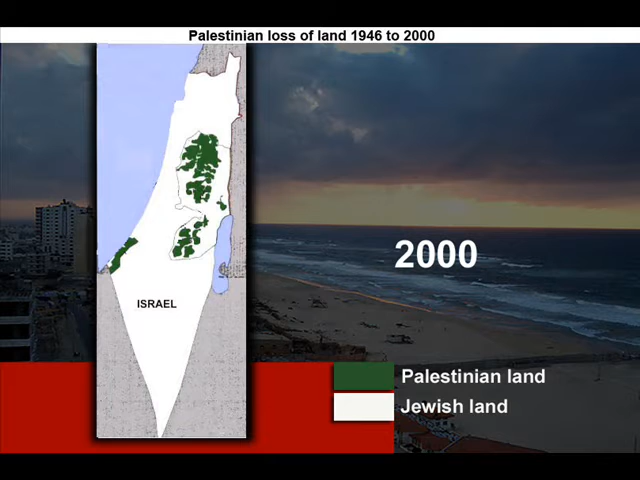 Palestinian loss of land 1946 to 2000
2000
ISRAEL
Palestinian land
Jewish land